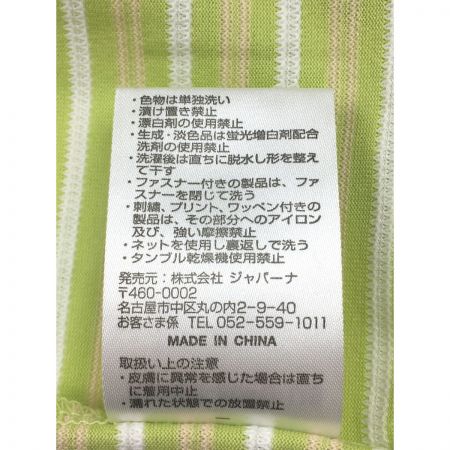 ・色物は単独洗い
・漬け置き禁止
・漂白剤の使用禁止
・生成・淡色品は蛍光増白剤配合
洗剤の使用禁止
・洗濯後は直ちに脱水し形を整え
て干す
・ファスナー付きの製品は、ファ
スナーを閉じて洗う
・刺繍、プリント、ワッペン付きの
製品は、その部分へのアイロン
及び、強い摩擦禁止
・ネットを使用し裏返しで洗う
・タンブル乾燥機使用禁止
発売元：株式会社 ジャパーナ
〒460-0002
名古屋市中区丸の内2-9-40
お客さま係 TEL 052-559-1011
MADE IN CHINA
取扱い上の注意
・皮膚に異常を感じた場合は直ち
に着用中止
・濡れた状態での放置禁止